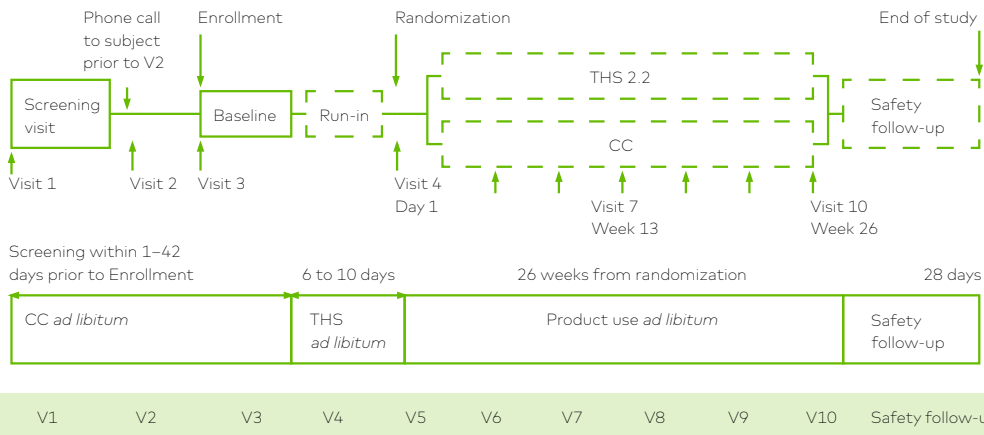 Phone call
to subject
prior to V2
Enrollment
Randomization
End of study
Screening
visit
Baseline
Run-in
THS 2.2
CC
Safety
follow-up
Visit 1
Visit 2
Visit 3
Visit 4
Day 1
Visit 7
Week 13
Visit 10
Week 26
Screening within 1–42
days prior to Enrollment
6 to 10 days
26 weeks from randomization
28 days
CC ad libitum
THS
ad libitum
Product use ad libitum
Safety
follow-up
V1 V2 V3 V4 V5 V6 V7 V8 V9 V10 Safety follow-u